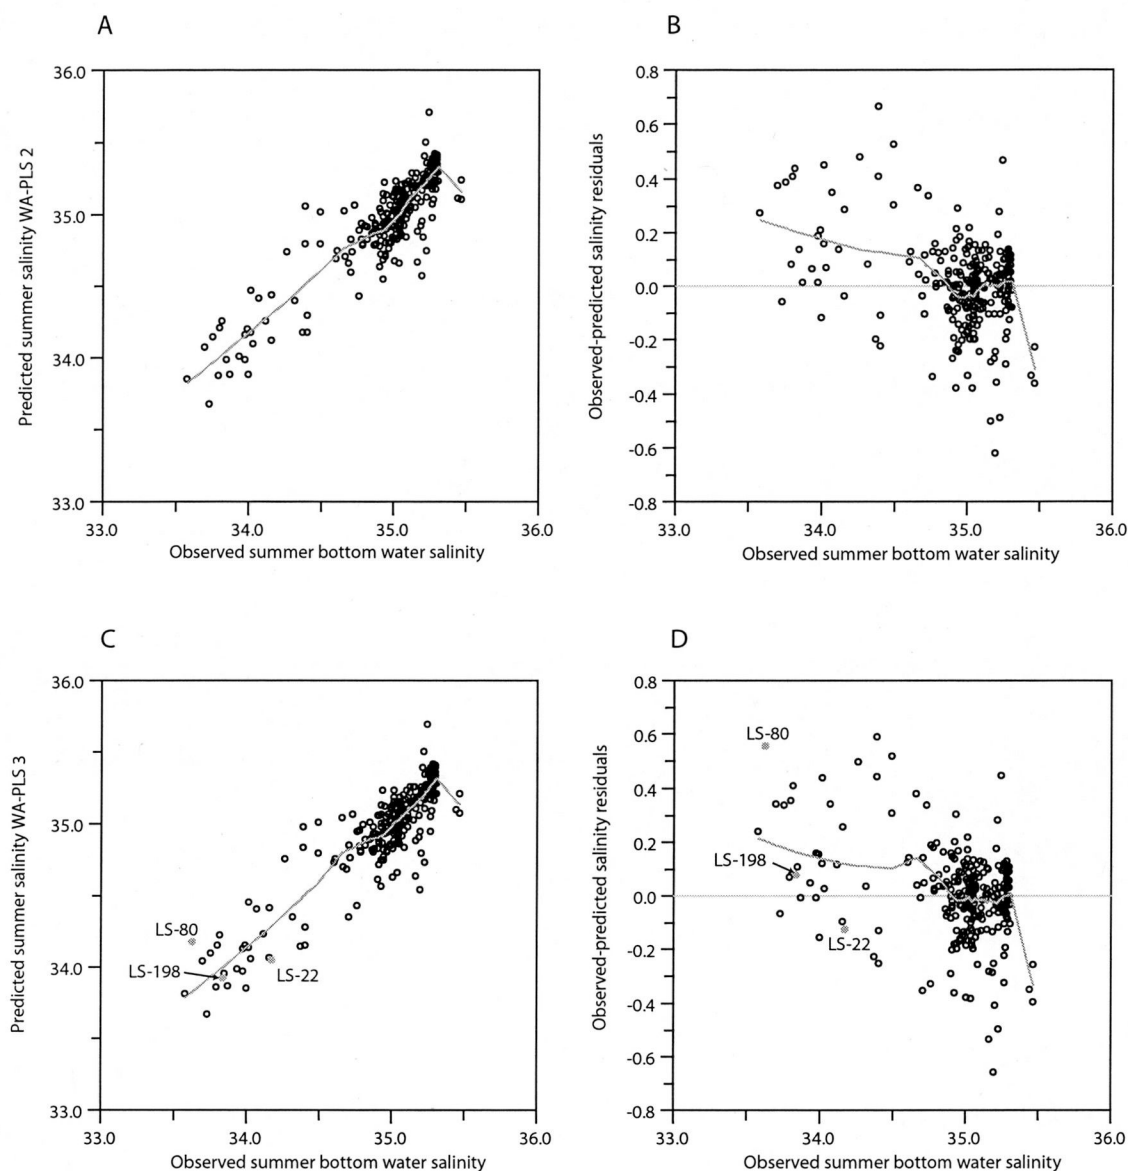 A
B
36.0
35.0
34.0
33.0
Predicted summer salinity WA-PLS 2
33.0
34.0
35.0
36.0
Observed summer bottom water salinity
0.8
0.6
0.4
0.2
0.0
-0.2
-0.4
-0.6
-0.8
Observed-predicted salinity residuals
33.0
34.0
35.0
36.0
Observed summer bottom water salinity
C
D
36.0
35.0
34.0
33.0
Predicted summer salinity WA-PLS 3
LS-80
LS-198
LS-22
33.0
34.0
35.0
36.0
Observed summer bottom water salinity
0.8
0.6
0.4
0.2
0.0
-0.2
-0.4
-0.6
-0.8
Observed-predicted salinity residuals
LS-80
LS-198
LS-22
33.0
34.0
35.0
36.0
Observed summer bottom water salinity